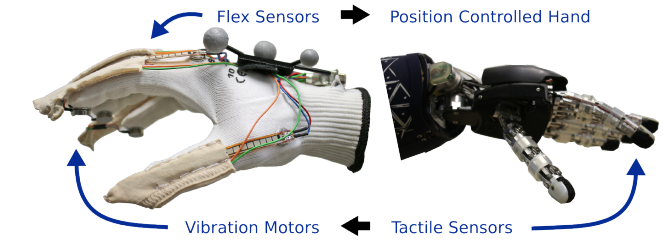 Flex Sensors
Position Controlled Hand
Vibration Motors
Tactile Sensors